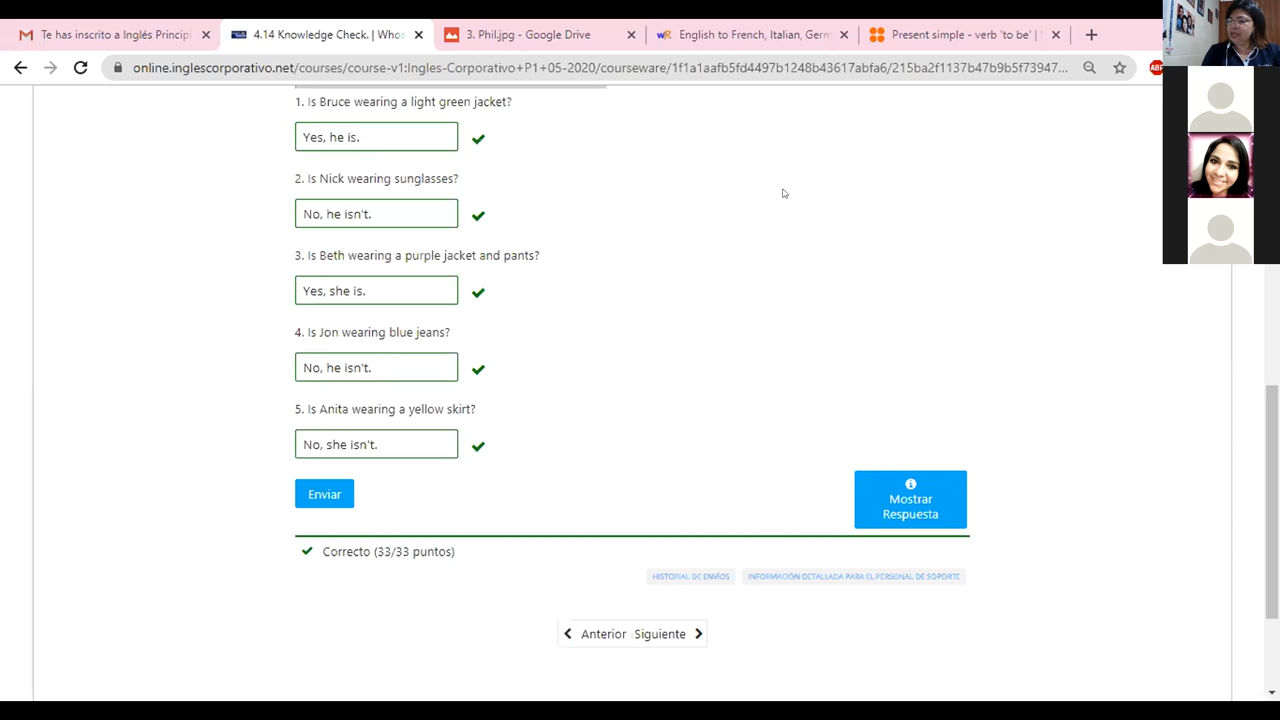 Te has inscrito a Inglés Principi
4.14 Knowledge Check. | Who
3. Phil.jpg - Google Drive
wR English to French, Italian, Germ
Present simple - verb 'to be' |
online.inglescorporativo.net/courses/course-v1:Ingles-Corporativo+P1+05-2020/courseware/1f1a1aafb5fd4497b1248b43617abfa6/215ba2f1137b47b9b5f73947...
ABP
1. Is Bruce wearing a light green jacket?
Yes, he is.
2. Is Nick wearing sunglasses?
No, he isn't.
3. Is Beth wearing a purple jacket and pants?
Yes, she is.
4. Is Jon wearing blue jeans?
No, he isn't.
5. Is Anita wearing a yellow skirt?
No, she isn't.
Enviar
Mostrar
Respuesta
Correcto (33/33 puntos)
HISTORIAL DE ENVÍOS INFORMACIÓN DETALLADA PARA EL PERSONAL DE SOPORTE
Anterior Siguiente